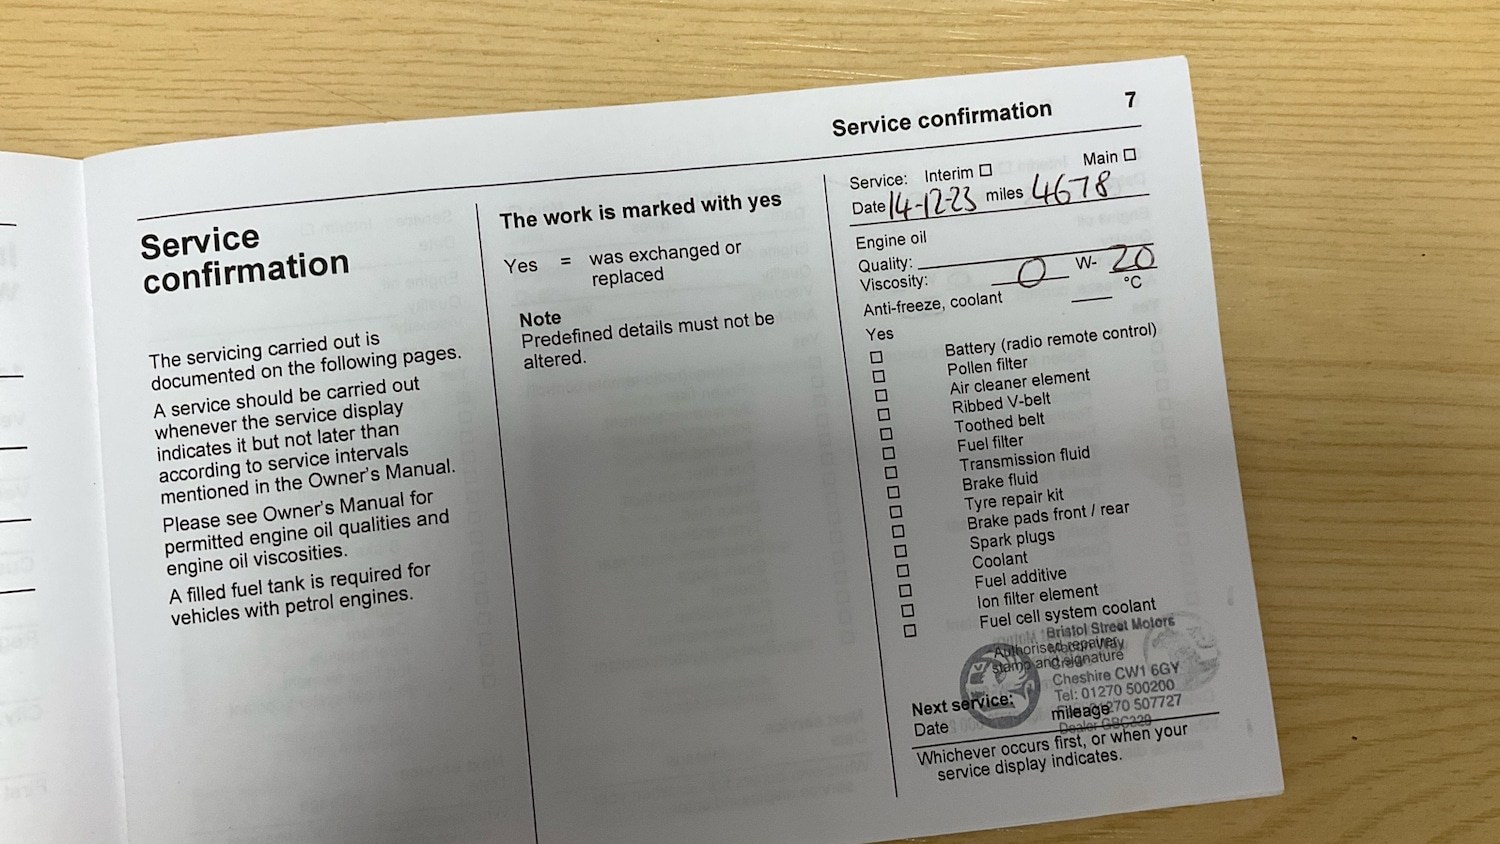 Service confirmation 7
Service
confirmation
The servicing carried out is
documented on the following pages.
A service should be carried out
whenever the service display
indicates it but not later than
according to service intervals
mentioned in the Owner's Manual.
Please see Owner's Manual for
permitted engine oil qualities and
engine oil viscosities.
A filled fuel tank is required for
vehicles with petrol engines.
The work is marked with yes
Yes = was exchanged or
replaced
Note
Predefined details must not be
altered.
Service: Interim ☐ Main ☐
Date 14-12-23 miles 4678
Engine oil
Quality:
Viscosity: 0 W- 20
Anti-freeze, coolant °C
Yes
☐ Battery (radio remote control)
☐ Pollen filter
☐ Air cleaner element
☐ Ribbed V-belt
☐ Toothed belt
☐ Fuel filter
☐ Transmission fluid
☐ Brake fluid
☐ Tyre repair kit
☐ Brake pads front / rear
☐ Spark plugs
☐ Coolant
☐ Fuel additive
☐ Ion filter element
☐ Fuel cell system coolant
Bristol Street Motors
Authorised repairer
stamp and signature
Cheshire CW1 6GY
Tel: 01270 500200
01270 507727
Next service:
Date mileage
Whichever occurs first, or when your
service display indicates.